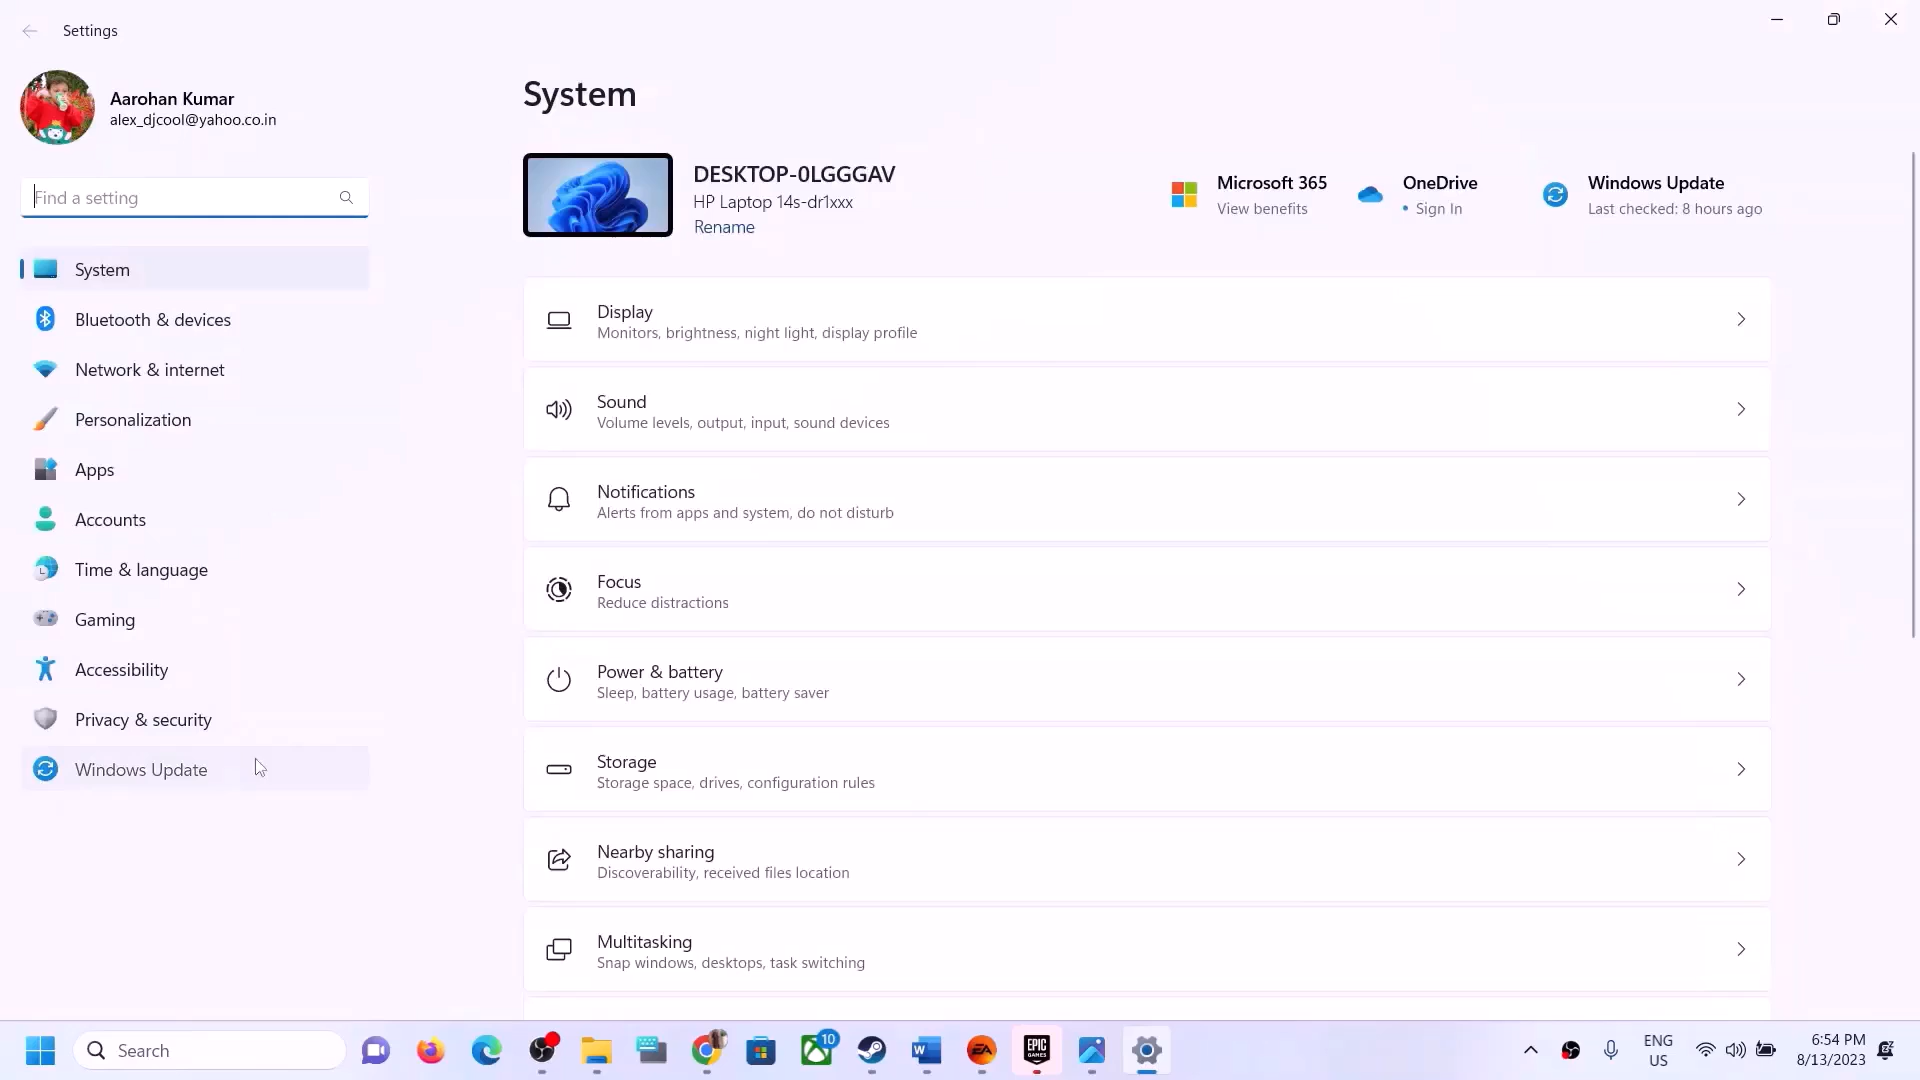 Settings
Aarohan Kumar
alex_djcool@yahoo.co.in
Find a setting
System
Bluetooth & devices
Network & internet
Personalization
Apps
Accounts
Time & language
Gaming
Accessibility
Privacy & security
Windows Update
System
DESKTOP-0LGGGAV
HP Laptop 14s-dr1xxx
Rename
Microsoft 365
View benefits
OneDrive
• Sign In
Windows Update
Last checked: 8 hours ago
Display
Monitors, brightness, night light, display profile
Sound
Volume levels, output, input, sound devices
Notifications
Alerts from apps and system, do not disturb
Focus
Reduce distractions
Power & battery
Sleep, battery usage, battery saver
Storage
Storage space, drives, configuration rules
Nearby sharing
Discoverability, received files location
Multitasking
Snap windows, desktops, task switching
Search
10
W
EA
EPIC
GAMES
ENG
US
6:54 PM
8/13/2023